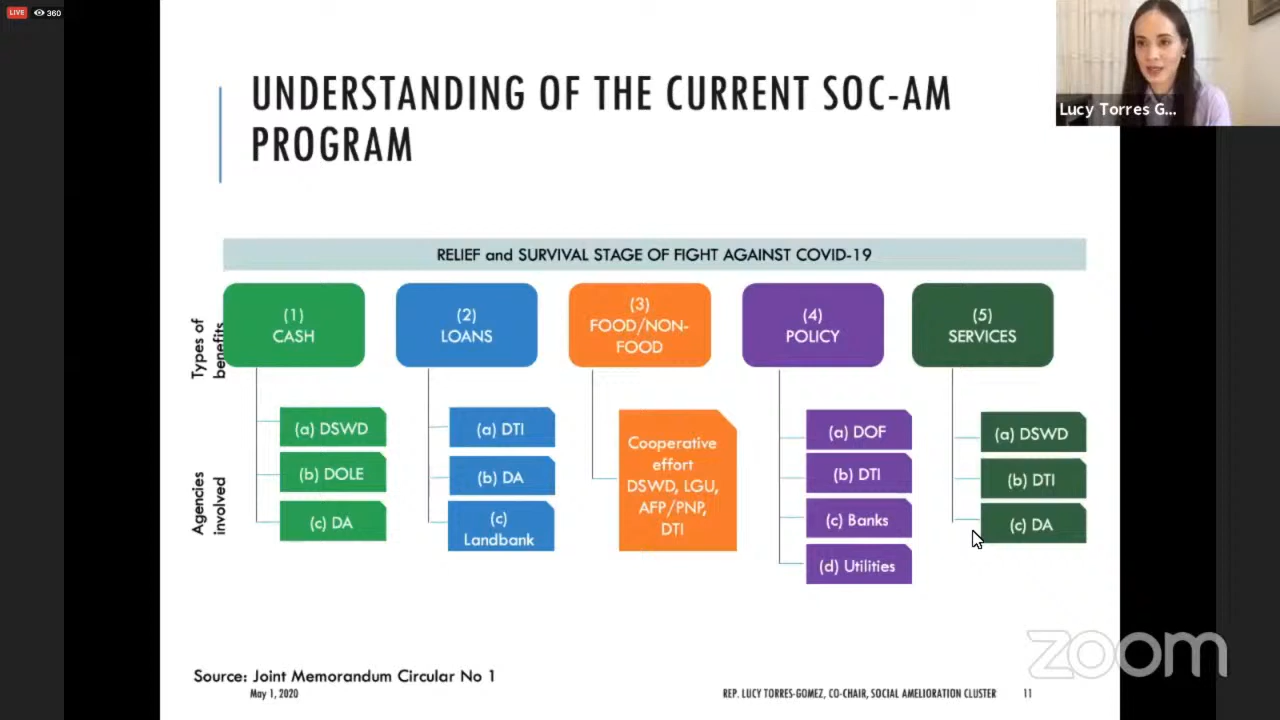 LIVE 360
Lucy Torres G...
UNDERSTANDING OF THE CURRENT SOC-AM
PROGRAM
RELIEF and SURVIVAL STAGE OF FIGHT AGAINST COVID-19
Types of
benefits
(1)
CASH
(2)
LOANS
(3)
FOOD/NON-
FOOD
(4)
POLICY
(5)
SERVICES
Agencies
involved
(a) DSWD
(b) DOLE
(c) DA
(a) DTI
(b) DA
(c)
Landbank
Cooperative
effort
DSWD, LGU,
AFP/PNP,
DTI
(a) DOF
(b) DTI
(c) Banks
(d) Utilities
(a) DSWD
(b) DTI
(c) DA
zoom
Source: Joint Memorandum Circular No 1
May 1, 2020
REP. LUCY TORRES-GOMEZ, CO-CHAIR, SOCIAL AMELIORATION CLUSTER
11